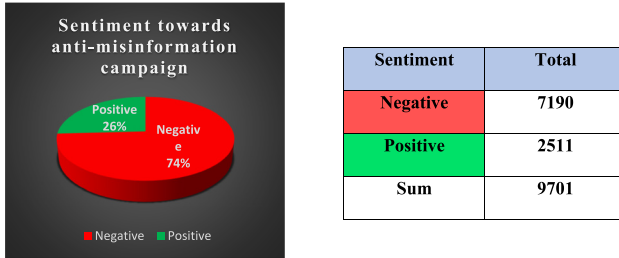 Sentiment towards
anti-misinformation
campaign
Positive
26%
Negativ
e
74%
Negative Positive
Sentiment Total
Negative 7190
Positive 2511
Sum 9701